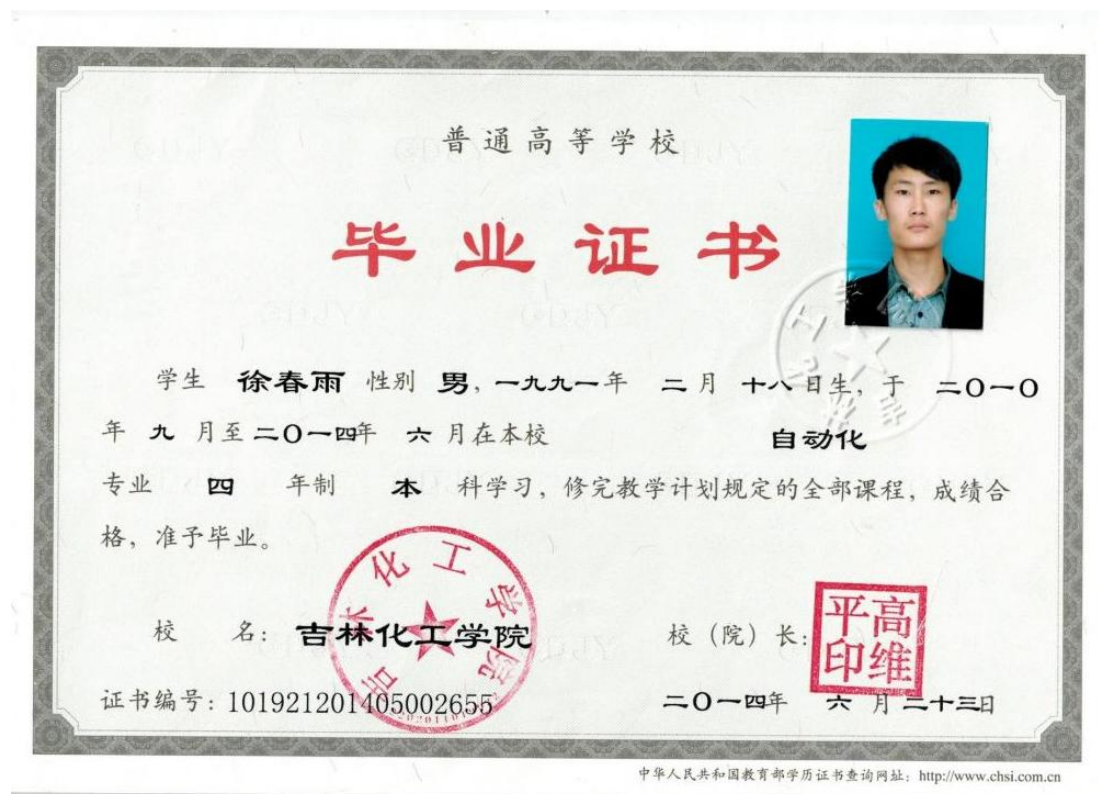 普通高等学校
毕业证书
学生 徐春雨 性别 男，一九九一年 二月 十八日生，于 二〇一〇
年 九 月至二〇一四年 六 月在本校 自动化
专业 四 年制 本 科学习，修完教学计划规定的全部课程，成绩合
格，准予毕业。
吉林化工学院
校 名：吉林化工学院
校（院）长：
高维平印
证书编号：101921201405002655
二〇一四年 六 月二十三日
中华人民共和国教育部学历证书查询网址：http://www.chsi.com.cn